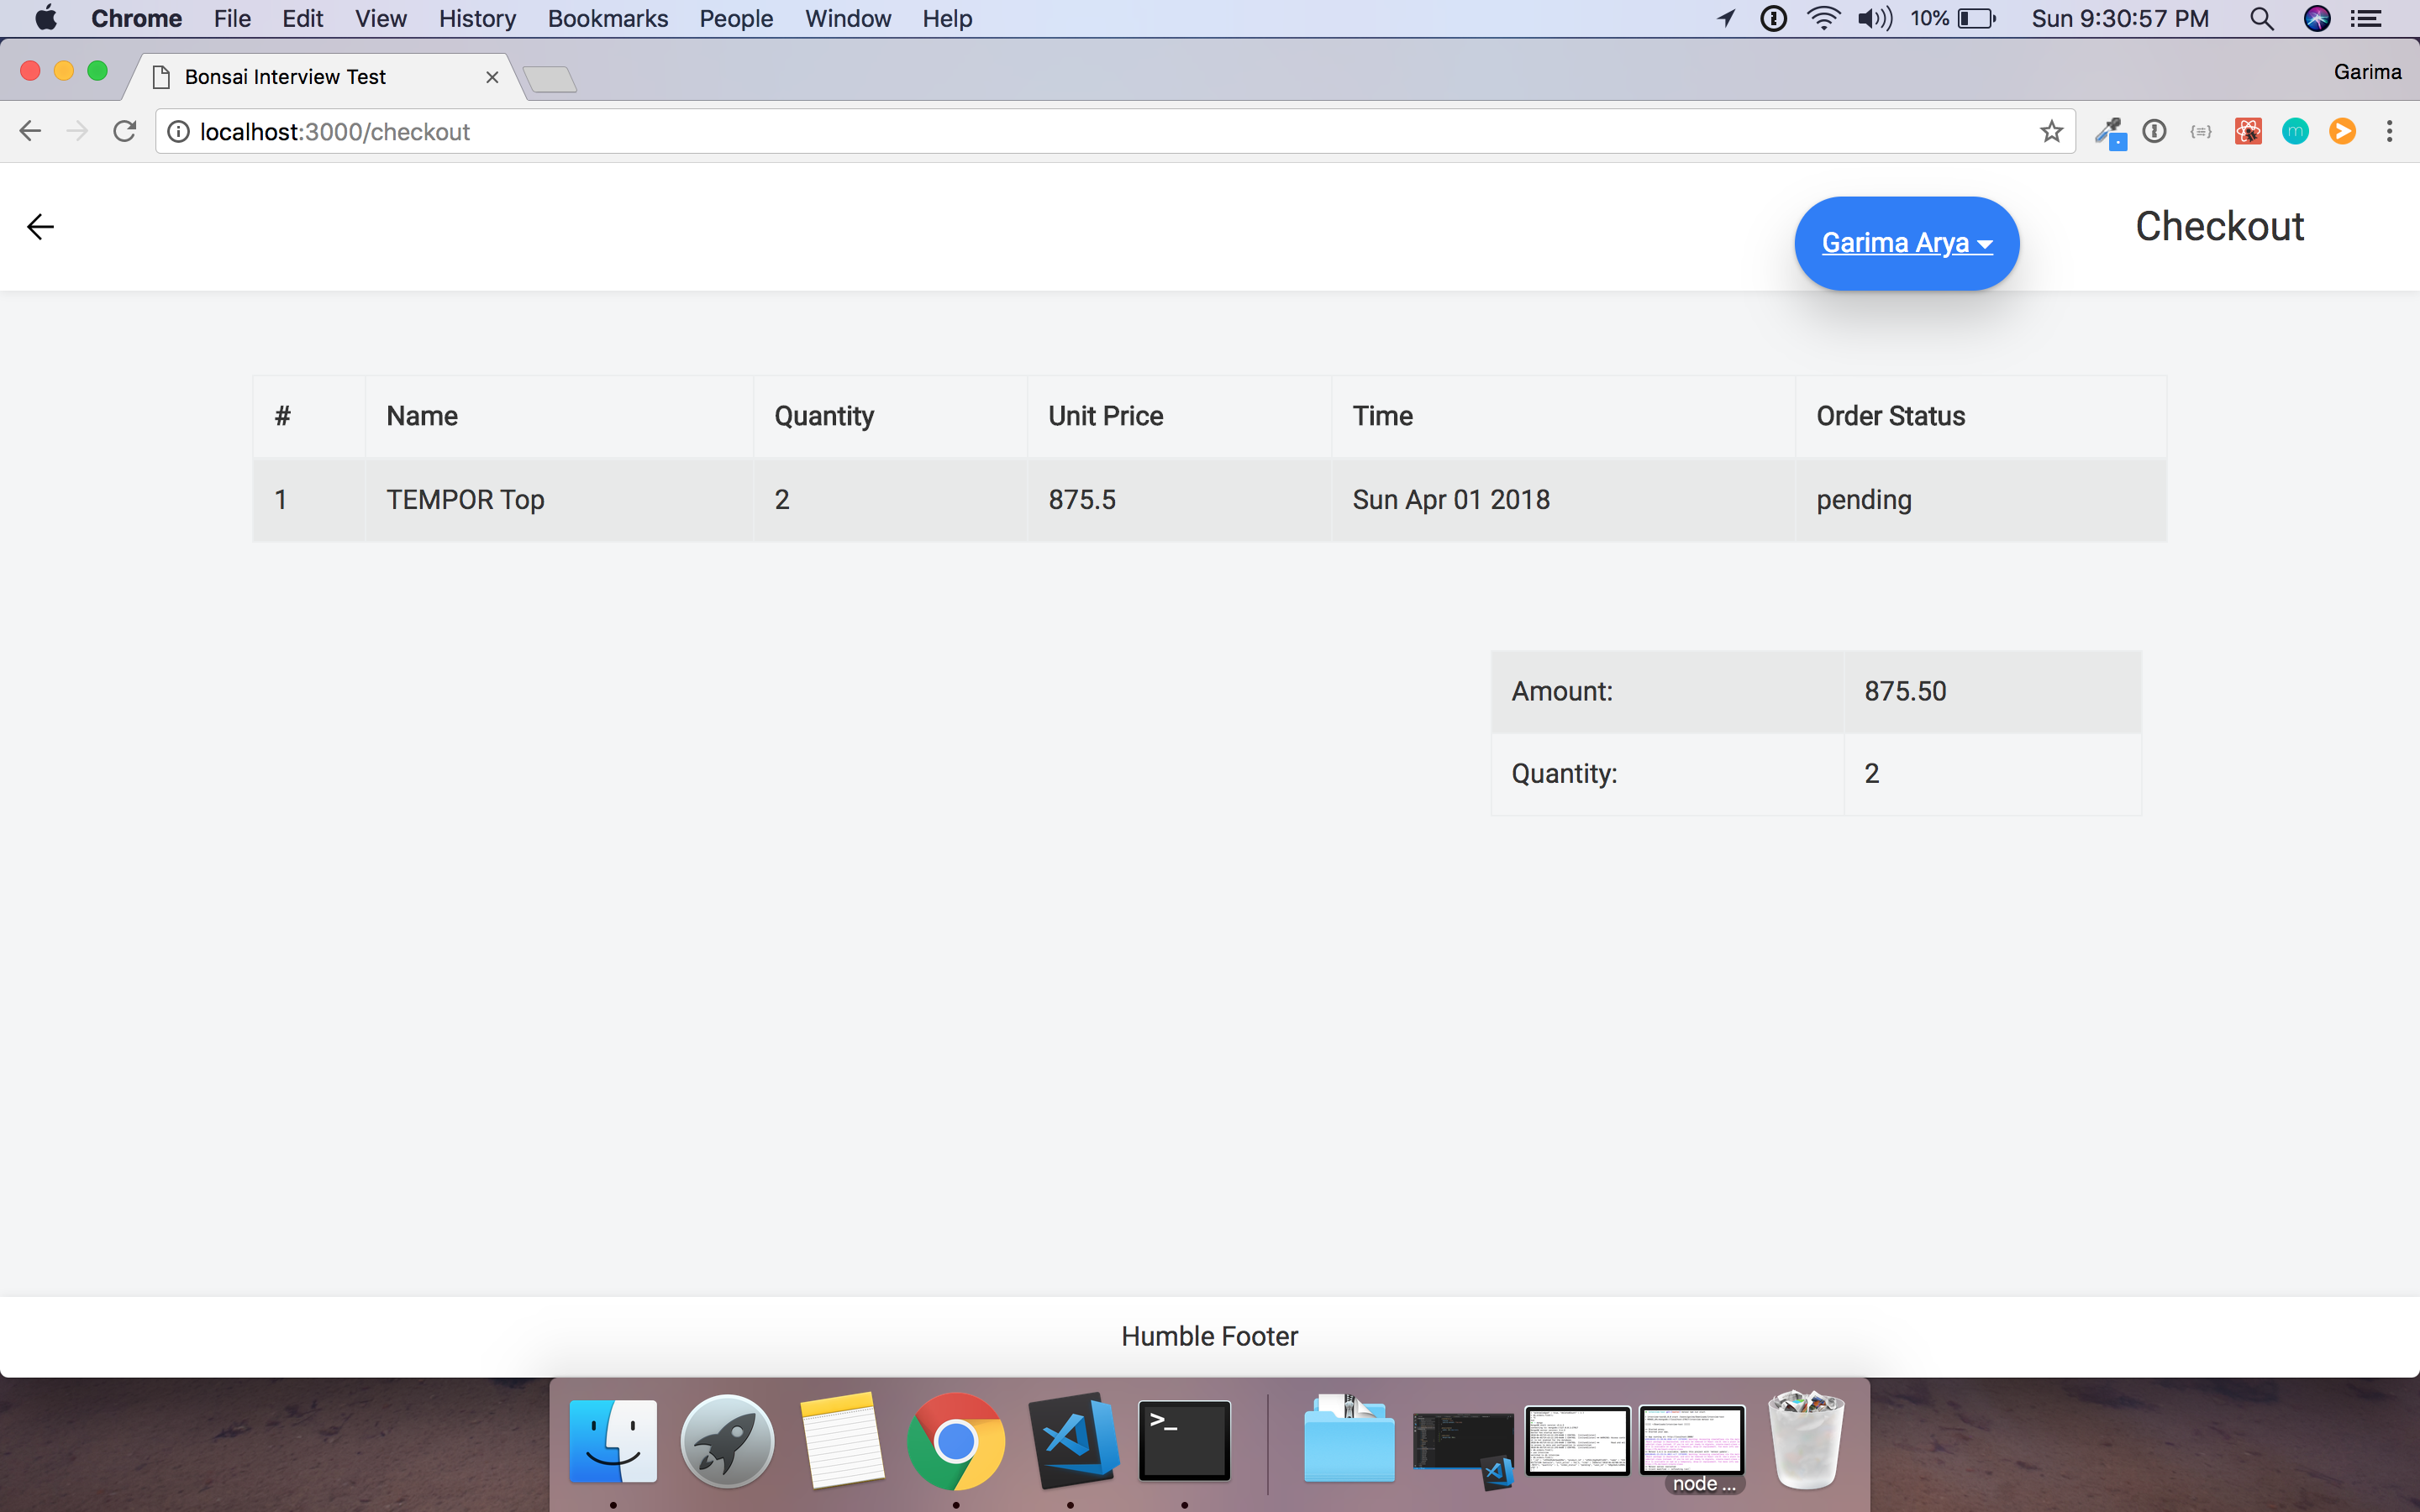 Chrome File Edit View History Bookmarks People Window Help 10% Sun 9:30:57 PM
Bonsai Interview Test Garima
localhost:3000/checkout
Garima Arya Checkout
# Name Quantity Unit Price Time Order Status
1 TEMPOR Top 2 875.5 Sun Apr 01 2018 pending
Amount: 875.50
Quantity: 2
Humble Footer
node ...